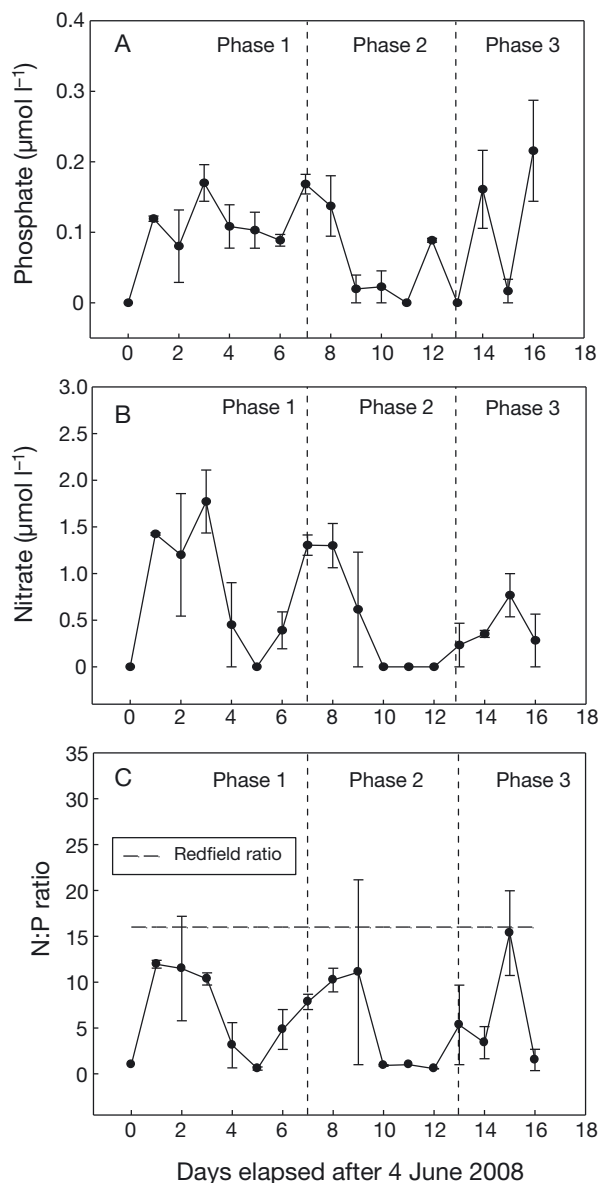 A
Phase 1
Phase 2
Phase 3
Phosphate (µmol l⁻¹)
0.4
0.3
0.2
0.1
0
0 2 4 6 8 10 12 14 16 18
B
Phase 1
Phase 2
Phase 3
Nitrate (µmol l⁻¹)
3.0
2.5
2.0
1.5
1.0
0.5
0
0 2 4 6 8 10 12 14 16 18
C
Phase 1
Phase 2
Phase 3
Redfield ratio
N:P ratio
35
30
25
20
15
10
5
0
0 2 4 6 8 10 12 14 16 18
Days elapsed after 4 June 2008